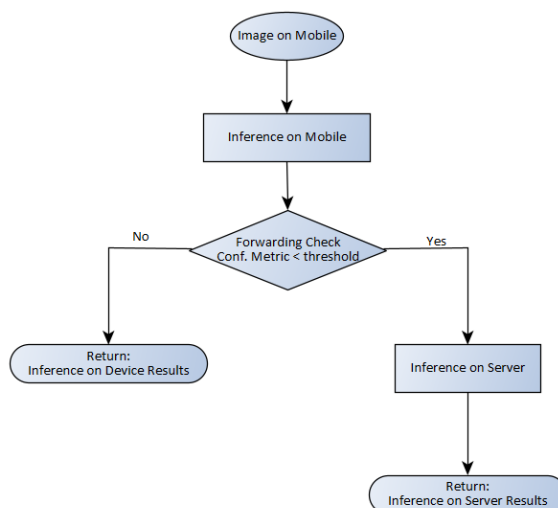 Image on Mobile
Inference on Mobile
Forwarding Check
Conf. Metric < threshold
No
Yes
Return:
Inference on Device Results
Inference on Server
Return:
Inference on Server Results